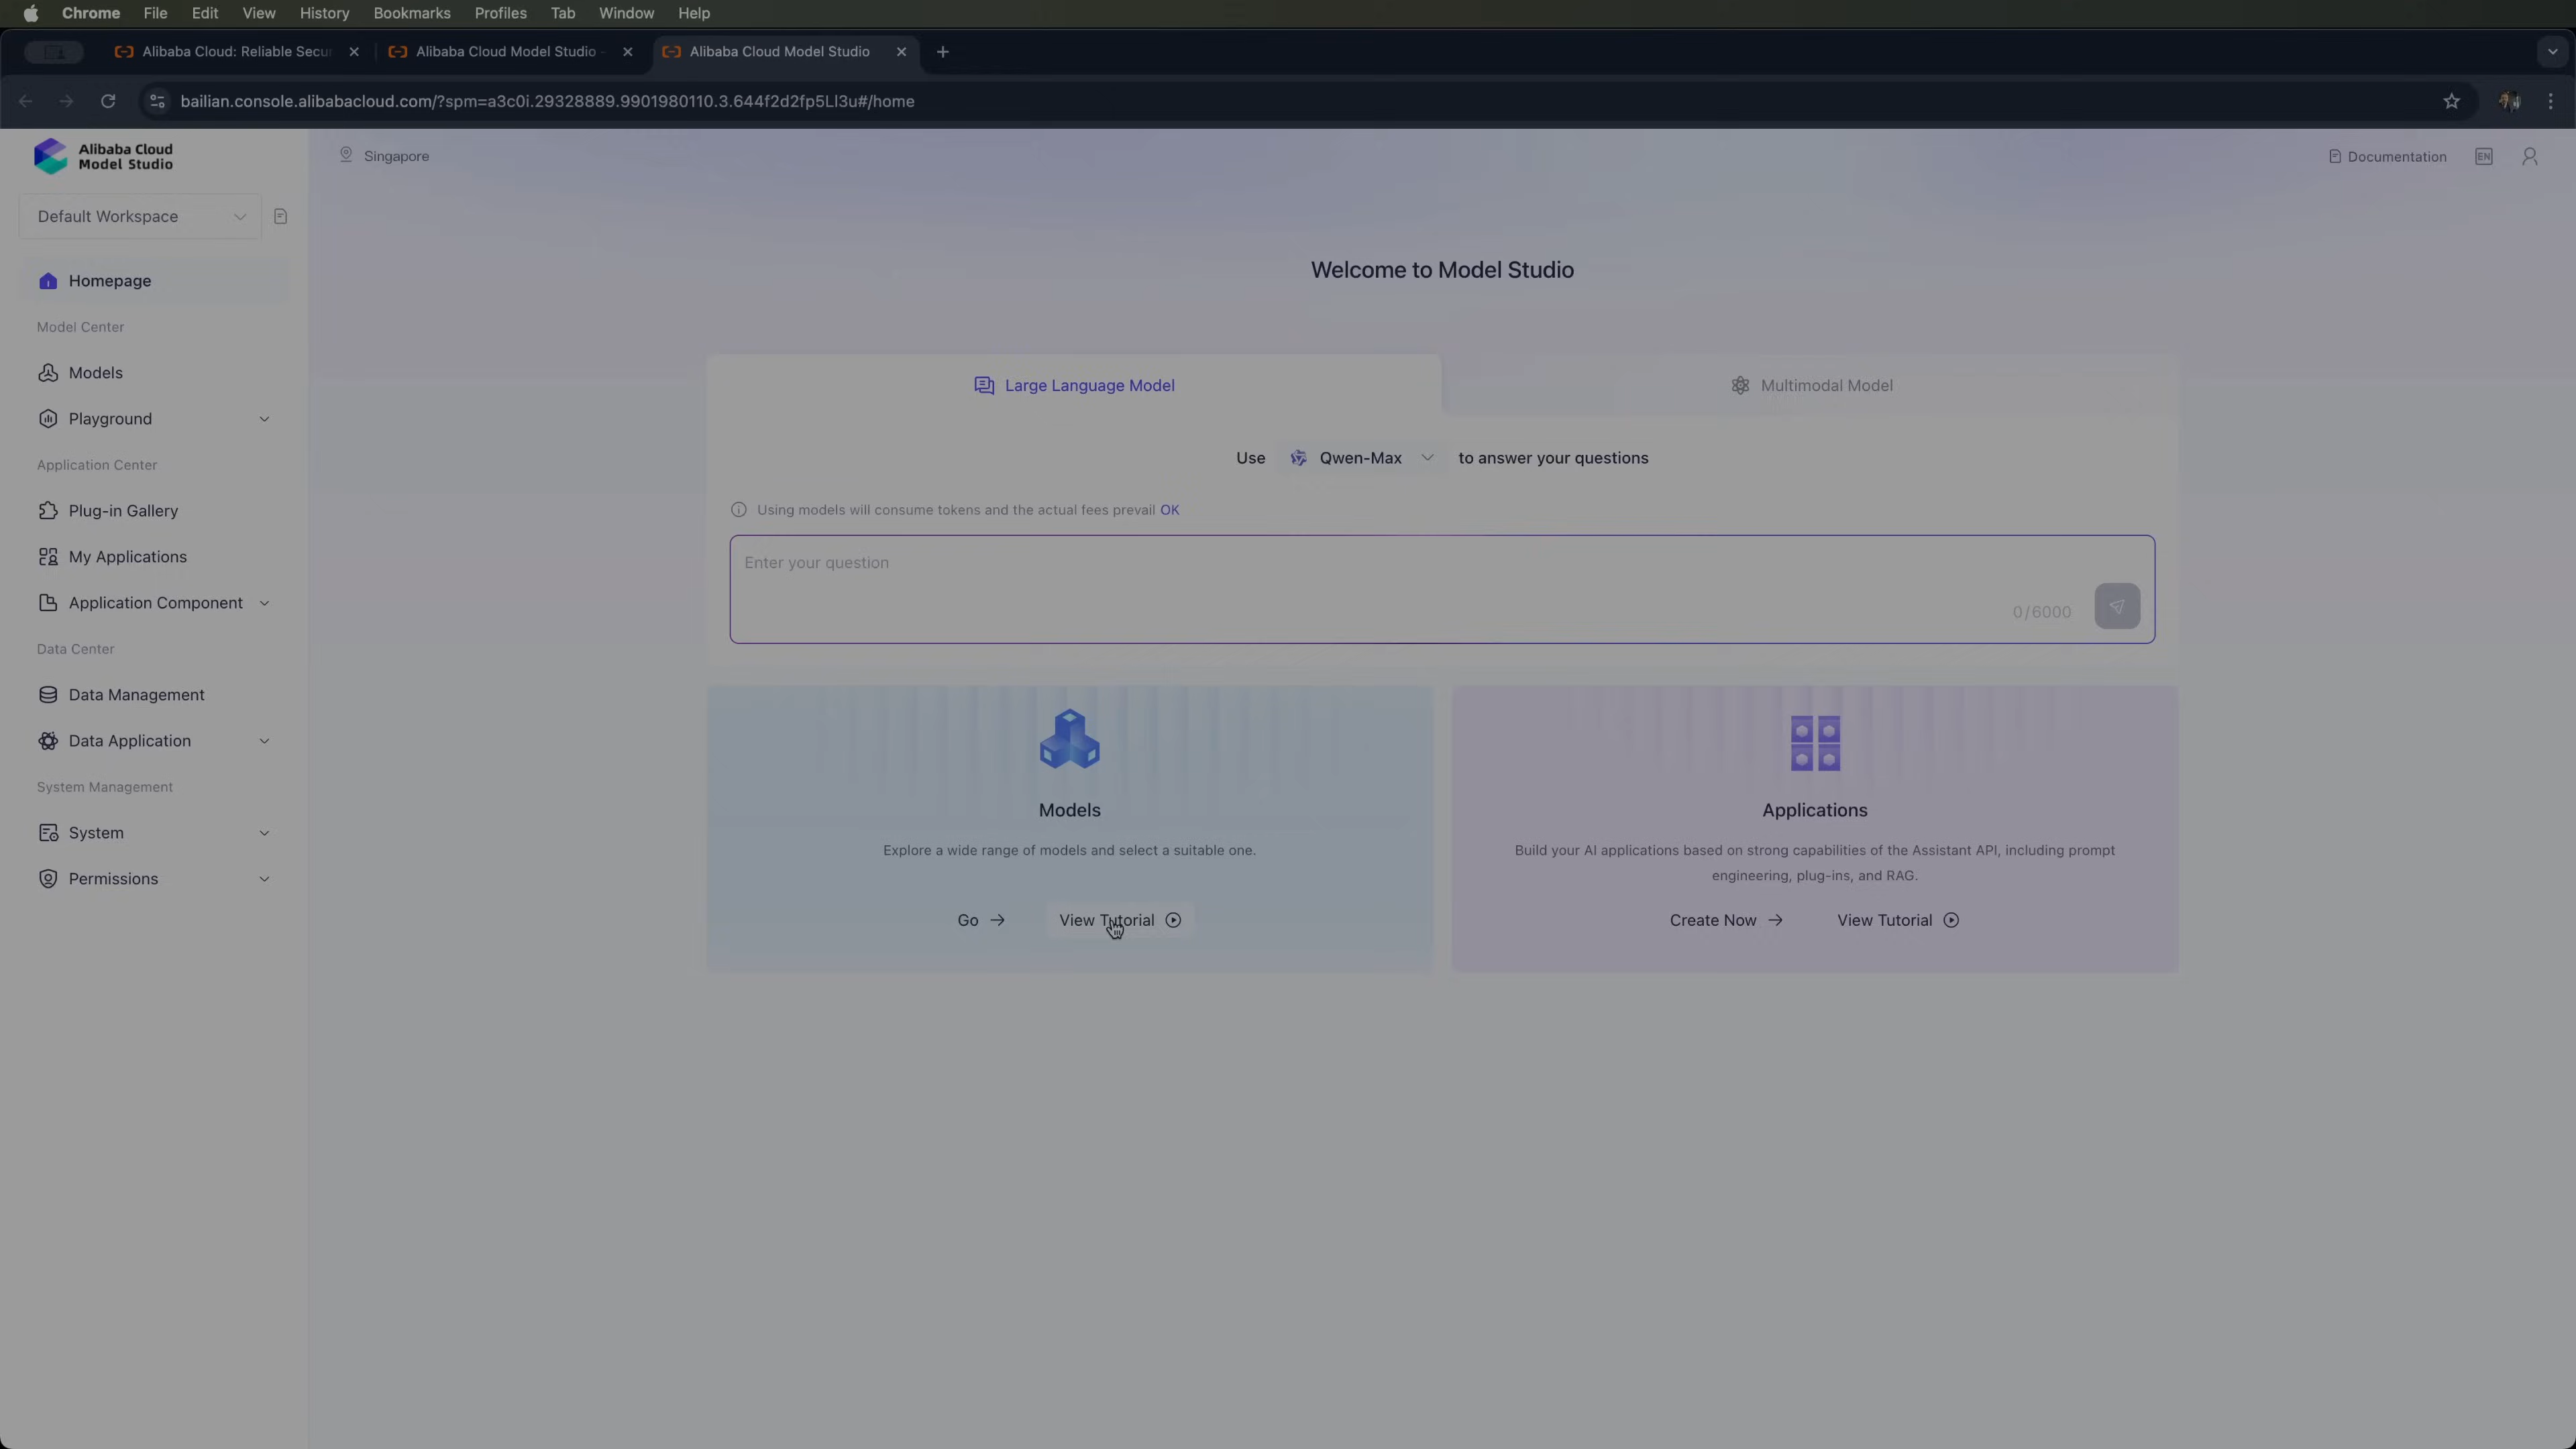 Chrome File Edit View History Bookmarks Profiles Tab Window Help
Alibaba Cloud: Reliable Secu
Alibaba Cloud Model Studio -
Alibaba Cloud Model Studio
bailian.console.alibabacloud.com/?spm=a3c0i.29328889.9901980110.3.644f2d2fp5Ll3u#/home
Alibaba Cloud
Model Studio
Singapore
Documentation
EN
Default Workspace
Homepage
Model Center
Models
Playground
Application Center
Plug-in Gallery
My Applications
Application Component
Data Center
Data Management
Data Application
System Management
System
Permissions
Welcome to Model Studio
Large Language Model
Multimodal Model
Use Qwen-Max to answer your questions
Using models will consume tokens and the actual fees prevail OK
Enter your question
0/6000
Models
Explore a wide range of models and select a suitable one.
Go
View Tutorial
Applications
Build your AI applications based on strong capabilities of the Assistant API, including prompt
engineering, plug-ins, and RAG.
Create Now
View Tutorial